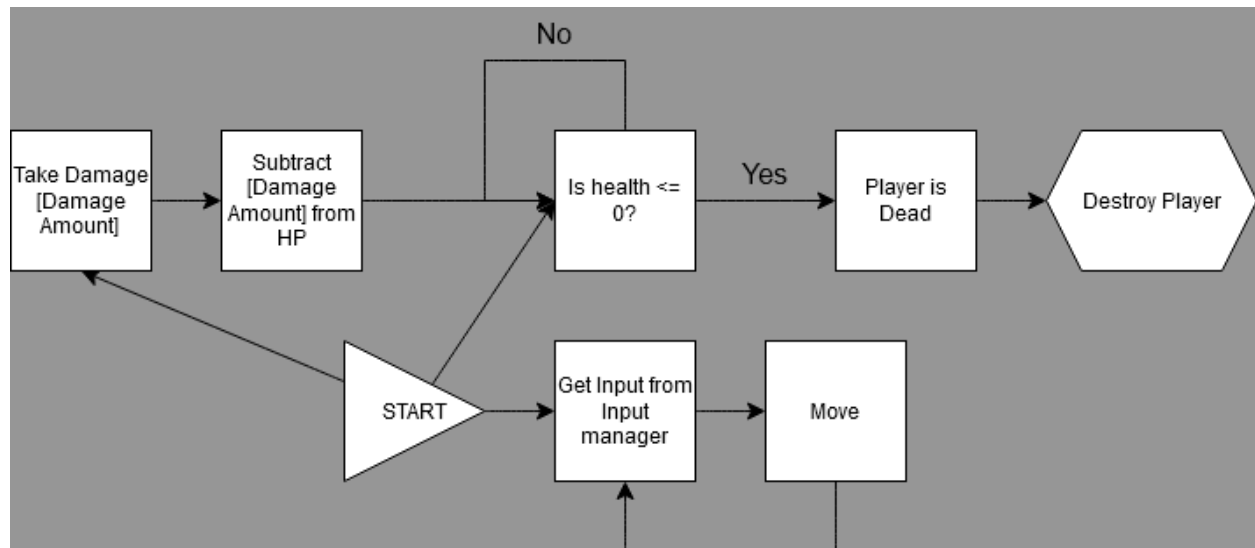 No
Take Damage
[Damage
Amount]
Subtract
[Damage
Amount] from
HP
Is health <=
0?
Yes
Player is
Dead
Destroy Player
START
Get Input from
Input
manager
Move